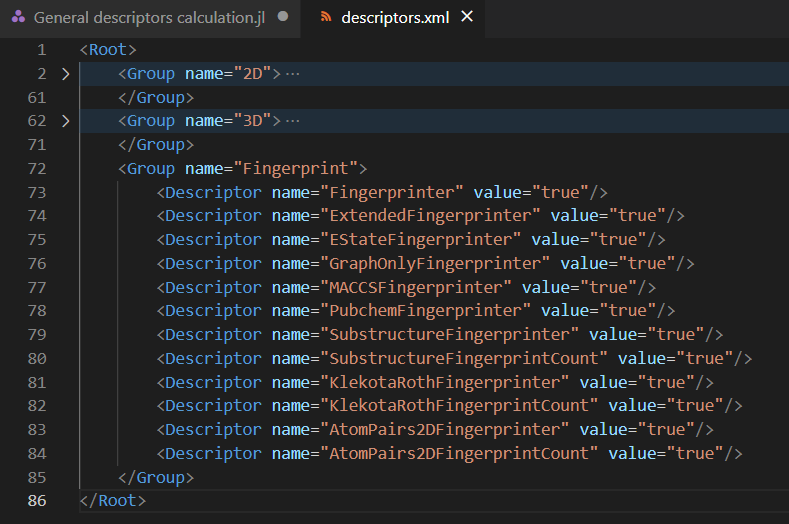 General descriptors calculation.jl
descriptors.xml
1 <Root>
2 <Group name="2D"> ···
61 </Group>
62 <Group name="3D"> ···
71 </Group>
72 <Group name="Fingerprint">
73 <Descriptor name="Fingerprinter" value="true"/>
74 <Descriptor name="ExtendedFingerprinter" value="true"/>
75 <Descriptor name="EStateFingerprinter" value="true"/>
76 <Descriptor name="GraphOnlyFingerprinter" value="true"/>
77 <Descriptor name="MACCSFingerprinter" value="true"/>
78 <Descriptor name="PubchemFingerprinter" value="true"/>
79 <Descriptor name="SubstructureFingerprinter" value="true"/>
80 <Descriptor name="SubstructureFingerprintCount" value="true"/>
81 <Descriptor name="KlekotaRothFingerprinter" value="true"/>
82 <Descriptor name="KlekotaRothFingerprintCount" value="true"/>
83 <Descriptor name="AtomPairs2DFingerprinter" value="true"/>
84 <Descriptor name="AtomPairs2DFingerprintCount" value="true"/>
85 </Group>
86 </Root>